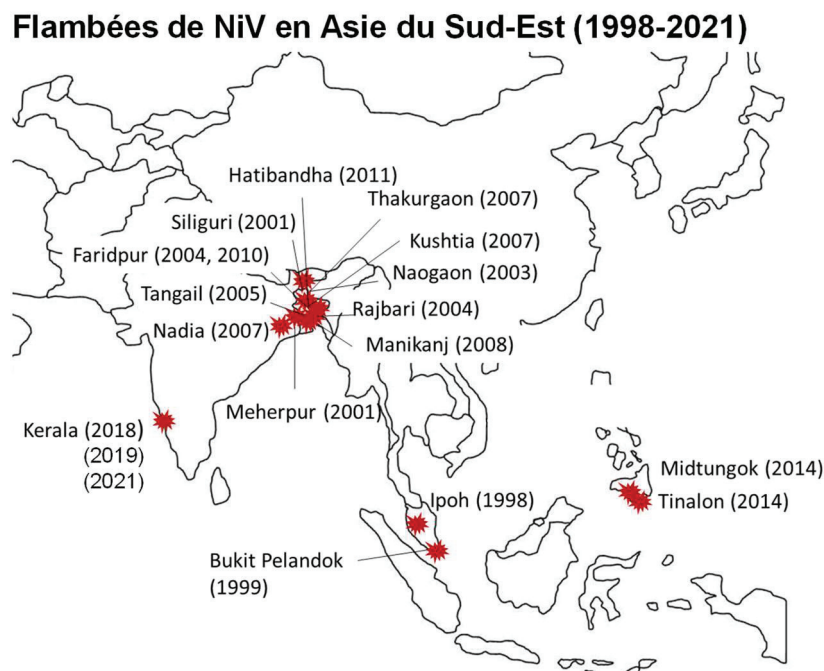 Flambées de NiV en Asie du Sud-Est (1998-2021)
Hatibandha (2011)
Thakurgaon (2007)
Siliguri (2001)
Kushtia (2007)
Faridpur (2004, 2010)
Naogaon (2003)
Tangail (2005)
Rajbari (2004)
Nadia (2007)
Manikanj (2008)
Meherpur (2001)
Kerala (2018)
(2019)
(2021)
Midtungok (2014)
Tinalon (2014)
Ipoh (1998)
Bukit Pelandok
(1999)